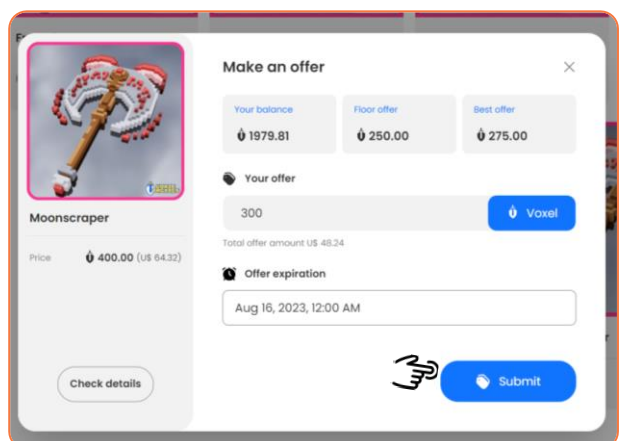 Make an offer
Your balance
1979.81
Floor offer
250.00
Best offer
275.00
Your offer
300
Voxel
Total offer amount U$ 48.24
Offer expiration
Aug 16, 2023, 12:00 AM
Submit
Moonscraper
Price 400.00 (U$ 64.32)
Check details